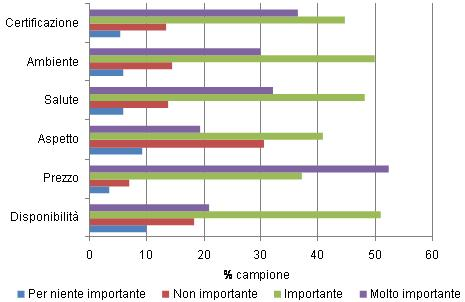 Certificazione
Ambiente
Salute
Aspetto
Prezzo
Disponibilità
0 10 20 30 40 50 60
% campione
Per niente importante Non importante Importante Molto importante